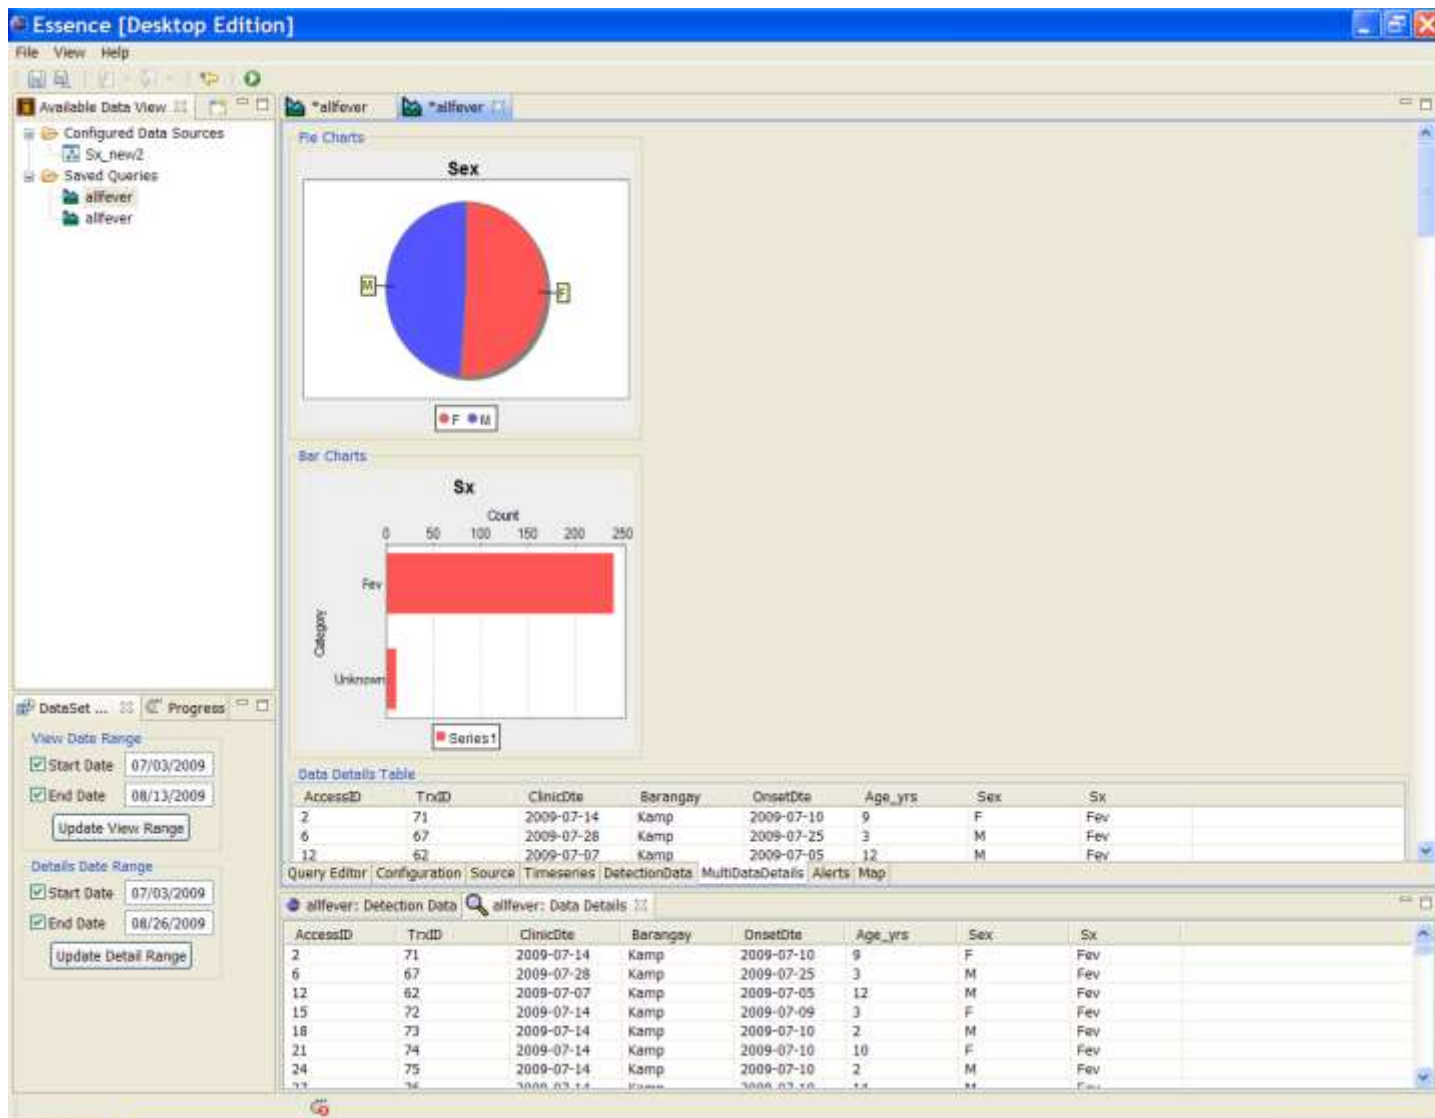 Essence [Desktop Edition]
File View Help
Available Data View
Configured Data Sources
Sx_new2
Saved Queries
allfever
allfever
*allfever *allfever
Pie Charts
Sex
M
F
F M
Bar Charts
Sx
Count
0 50 100 150 200 250
Category
Fev
Unknown
Series1
Data Details Table
AccessID TrxID ClinicDte Barangay OnsetDte Age_yrs Sex Sx
2 71 2009-07-14 Kamp 2009-07-10 9 F Fev
6 67 2009-07-28 Kamp 2009-07-25 3 M Fev
12 62 2009-07-07 Kamp 2009-07-05 12 M Fev
Query Editor Configuration Source Timeseries DetectionData MultiDataDetails Alerts Map
DataSet ... Progress
View Date Range
Start Date 07/03/2009
End Date 08/13/2009
Update View Range
Details Date Range
Start Date 07/03/2009
End Date 08/26/2009
Update Detail Range
allfever: Detection Data allfever: Data Details
AccessID TrxID ClinicDte Barangay OnsetDte Age_yrs Sex Sx
2 71 2009-07-14 Kamp 2009-07-10 9 F Fev
6 67 2009-07-28 Kamp 2009-07-25 3 M Fev
12 62 2009-07-07 Kamp 2009-07-05 12 M Fev
15 72 2009-07-14 Kamp 2009-07-09 3 F Fev
18 73 2009-07-14 Kamp 2009-07-10 2 M Fev
21 74 2009-07-14 Kamp 2009-07-10 10 F Fev
24 75 2009-07-14 Kamp 2009-07-10 2 M Fev